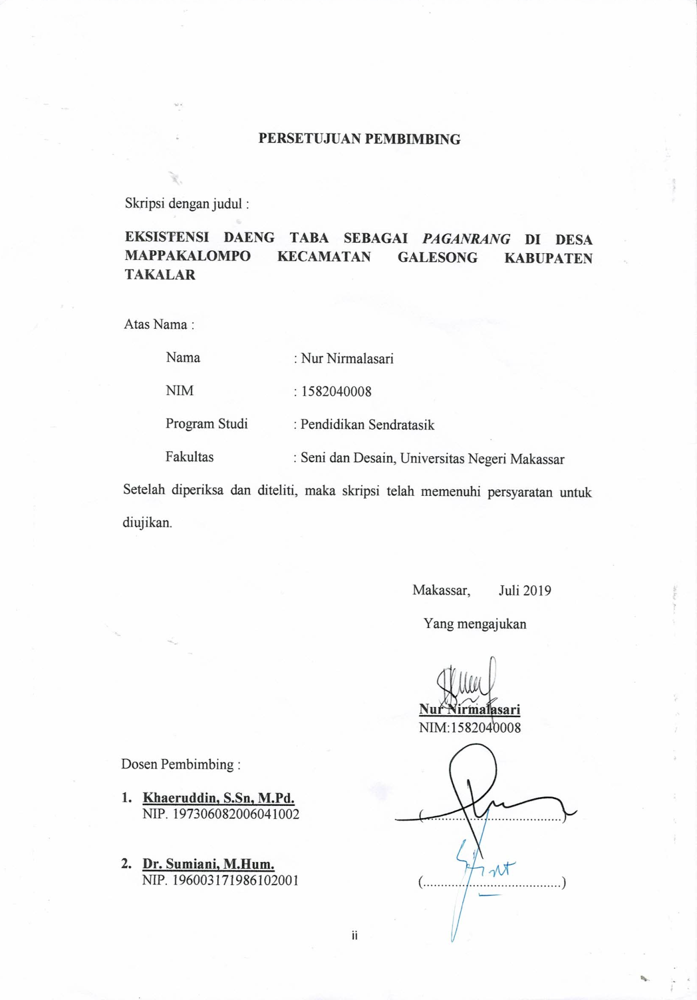 PERSETUJUAN PEMBIMBING
Skripsi dengan judul :
EKSISTENSI DAENG TABA SEBAGAI PAGANRANG DI DESA
MAPPAKALOMPO KECAMATAN GALESONG KABUPATEN
TAKALAR
Atas Nama :
Nama : Nur Nirmalasari
NIM : 1582040008
Program Studi : Pendidikan Sendratasik
Fakultas : Seni dan Desain, Universitas Negeri Makassar
Setelah diperiksa dan diteliti, maka skripsi telah memenuhi persyaratan untuk
diujikan.
Makassar, Juli 2019
Yang mengajukan
Nur Nirmalasari
NIM:1582040008
Dosen Pembimbing :
1. Khaeruddin, S.Sn, M.Pd.
NIP. 197306082006041002 (..................................)
2. Dr. Sumiani, M.Hum.
NIP. 196003171986102001 (..................................)
ii